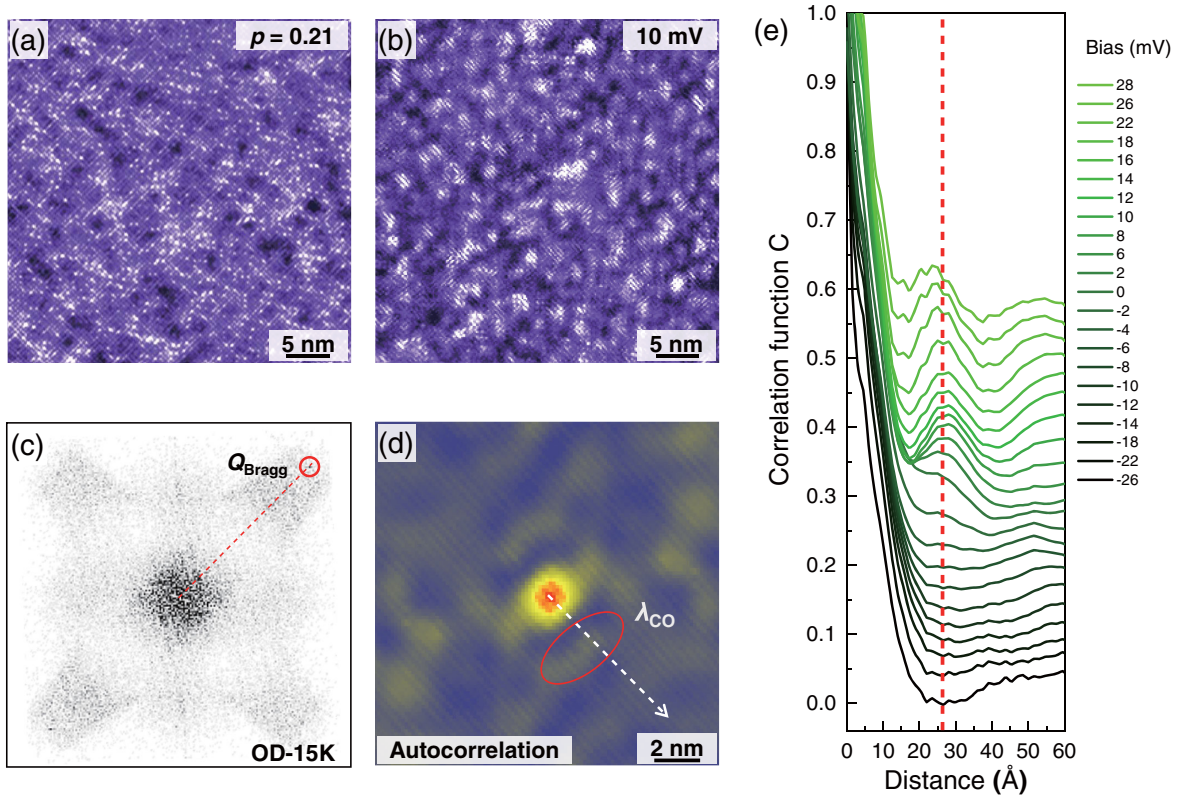 (a)
p = 0.21
5 nm
(b)
10 mV
5 nm
(c)
Q_Bragg
OD-15K
(d)
λ_CO
Autocorrelation
2 nm
(e)
Correlation function C
1.0
0.9
0.8
0.7
0.6
0.5
0.4
0.3
0.2
0.1
0.0
0 10 20 30 40 50 60
Distance (Å)
Bias (mV)
28
26
22
18
16
14
12
10
8
6
2
0
-2
-4
-6
-8
-10
-12
-14
-18
-22
-26